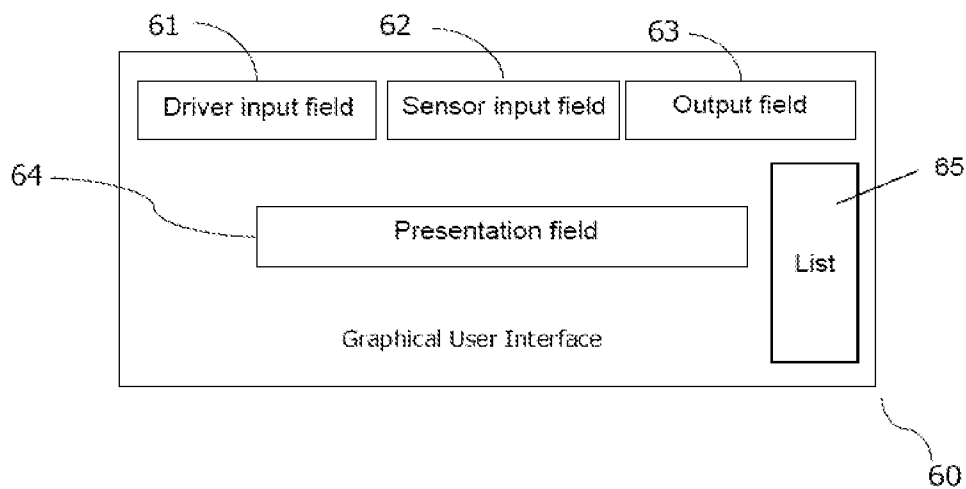 61
62
63
Driver input field
Sensor input field
Output field
64
65
Presentation field
List
Graphical User Interface
60